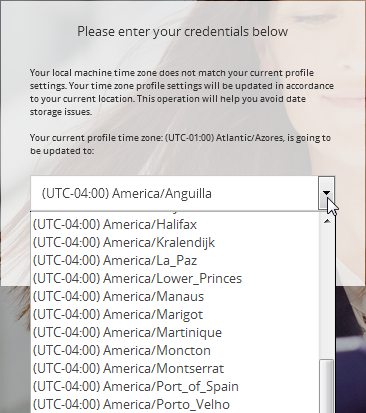 Please enter your credentials below
Your local machine time zone does not match your current profile
settings. Your time zone profile settings will be updated in accordance
to your current location. This operation will help you avoid date
storage issues.
Your current profile time zone: (UTC-01:00) Atlantic/Azores, is going to
be updated to:
(UTC-04:00) America/Anguilla
(UTC-04:00) America/Halifax
(UTC-04:00) America/Kralendijk
(UTC-04:00) America/La_Paz
(UTC-04:00) America/Lower_Princes
(UTC-04:00) America/Manaus
(UTC-04:00) America/Marigot
(UTC-04:00) America/Martinique
(UTC-04:00) America/Moncton
(UTC-04:00) America/Montserrat
(UTC-04:00) America/Port_of_Spain
(UTC-04:00) America/Porto_Velho